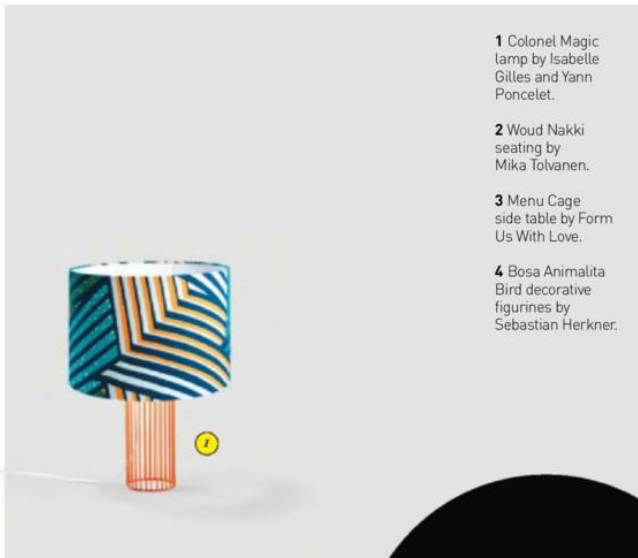 1 Colonel Magic
lamp by Isabelle
Gilles and Yann
Poncelet.
2 Woud Nakki
seating by
Mika Tolvanen.
3 Menu Cage
side table by Form
Us With Love.
4 Bosa Animalita
Bird decorative
figurines by
Sebastian Herkner.
1